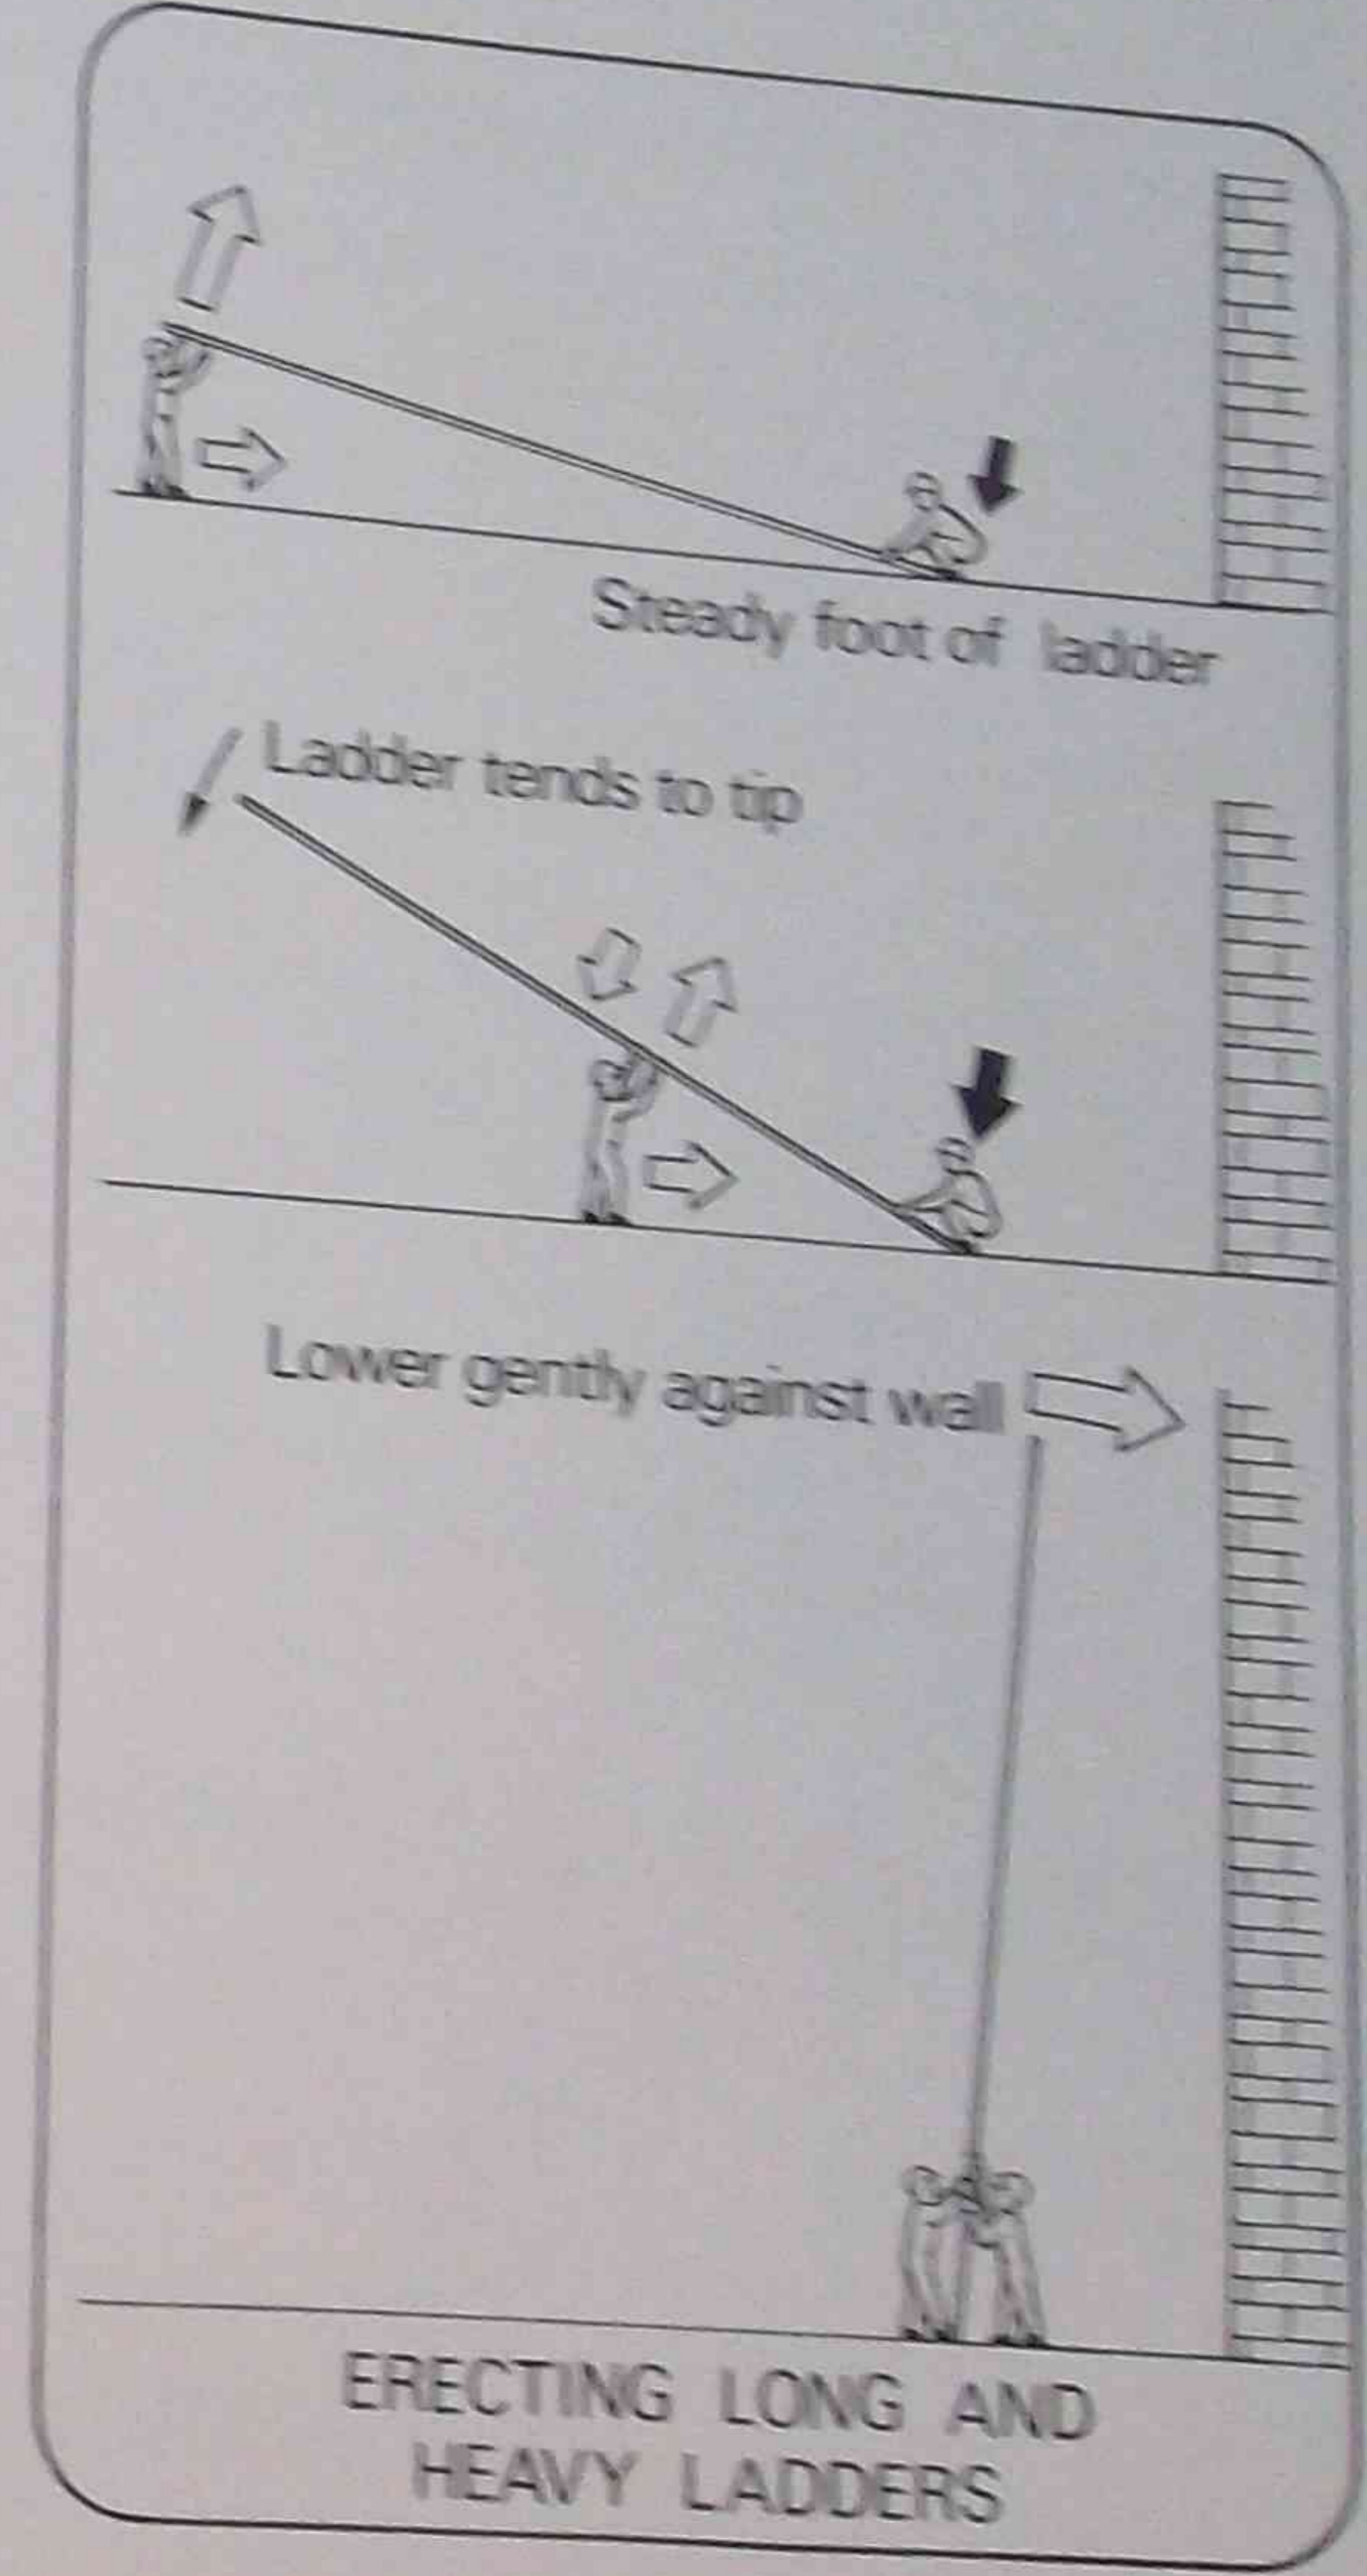 Steady foot of ladder
Ladder tends to tip
Lower gently against wall
ERECTING LONG AND
HEAVY LADDERS